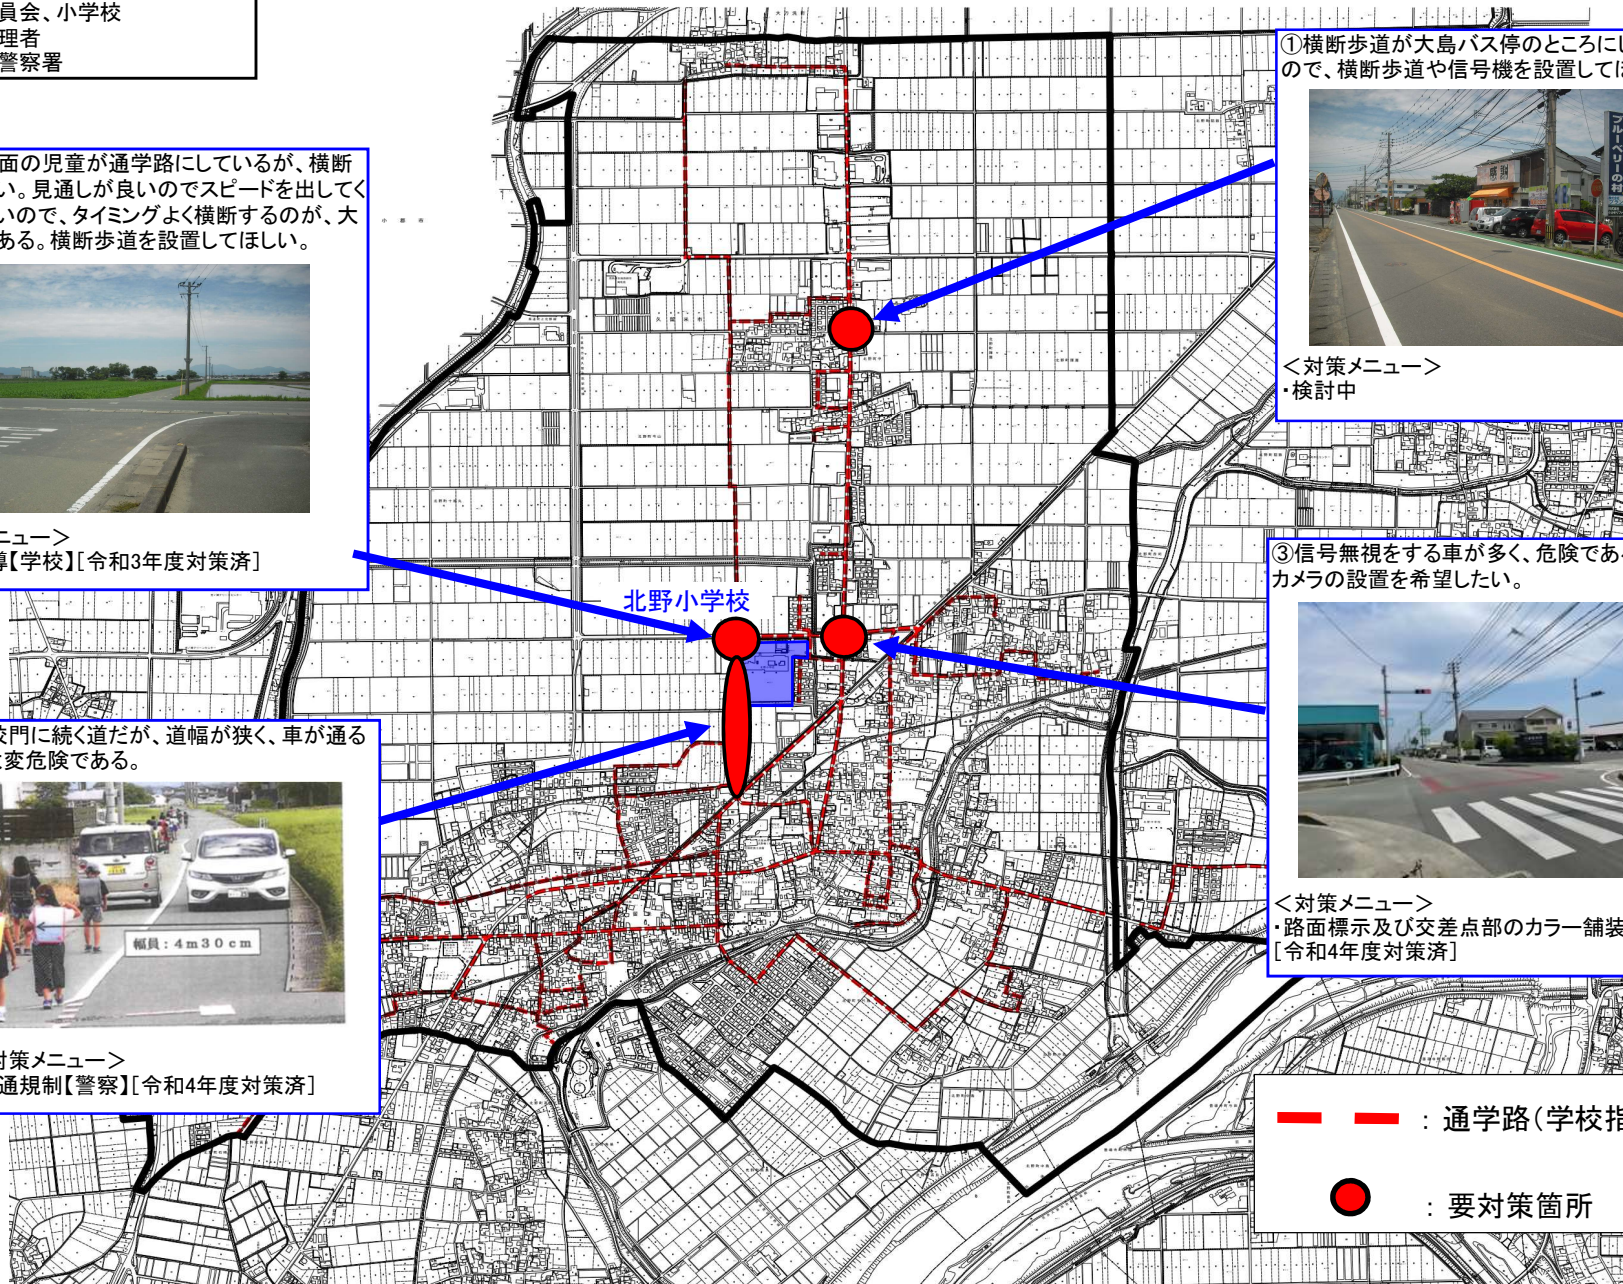 員会、小学校
理者
警察署
①横断歩道が大島バス停のところにし
ので、横断歩道や信号機を設置してほ
ブルーベリーの村
＜対策メニュー＞
・検討中
面の児童が通学路にしているが、横断
い。見通しが良いのでスピードを出してく
いので、タイミングよく横断するのが、大
ある。横断歩道を設置してほしい。
ニュー＞
導【学校】[令和3年度対策済]
北野小学校
③信号無視をする車が多く、危険であ
カメラの設置を希望したい。
＜対策メニュー＞
・路面標示及び交差点部のカラー舗装
[令和4年度対策済]
校門に続く道だが、道幅が狭く、車が通る
大変危険である。
幅員：4m30cm
対策メニュー＞
通規制【警察】[令和4年度対策済]
：通学路（学校指
：要対策箇所